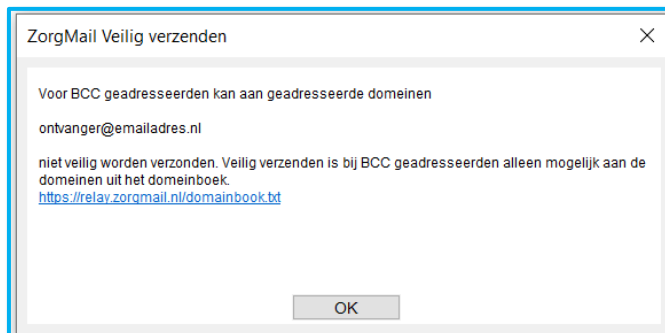 ZorgMail Veilig verzenden
Voor BCC geadresseerden kan aan geadresseerde domeinen
ontvanger@emailadres.nl
niet veilig worden verzonden. Veilig verzenden is bij BCC geadresseerden alleen mogelijk aan de
domeinen uit het domeinboek.
https://relay.zorgmail.nl/domainbook.txt
OK